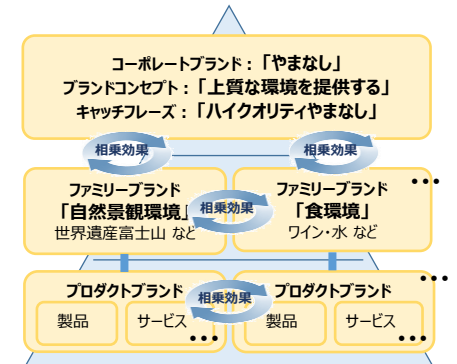 コーポレートブランド：「やまなし」
ブランドコンセプト：「上質な環境を提供する」
キャッチフレーズ：「ハイクオリティやまなし」
相乗効果
相乗効果
ファミリーブランド
「自然景観環境」
世界遺産富士山 など
相乗効果
ファミリーブランド
「食環境」
ワイン・水 など
•••
プロダクトブランド
製品
サービス
•••
相乗効果
プロダクトブランド
製品
サービス
•••
•••